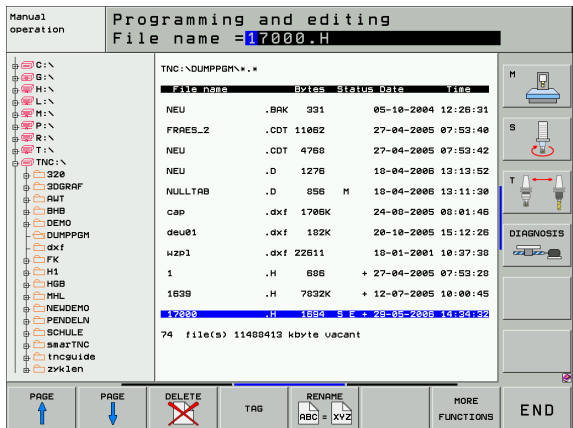 Manual
operation
Programming and editing
File name =17000.H
C:\
G:\
H:\
L:\
M:\
P:\
R:\
T:\
TNC:\
320
3DGRAF
AWT
BHB
DEMO
DUMPPGM
dxf
FK
H1
HGB
MHL
NEWDEMO
PENDELN
SCHULE
smarTNC
tncguide
zyklen
TNC:\DUMPPGM\*.*
File name Bytes Status Date Time
NEU .BAK 331 05-10-2004 12:26:31
FRAES_2 .CDT 11062 27-04-2005 07:53:40
NEU .CDT 4768 27-04-2005 07:53:42
NEU .D 1276 18-04-2006 13:13:52
NULLTAB .D 856 M 18-04-2006 13:11:30
cap .dxf 1706K 24-08-2005 08:01:46
deu01 .dxf 182K 20-10-2005 15:12:26
wzpl .dxf 22611 18-01-2001 10:37:38
1 .H 686 + 27-04-2005 07:53:28
1639 .H 7832K + 12-07-2005 10:00:45
17000 .H 1694 S E + 29-05-2006 14:34:32
74 file(s) 11488413 kbyte vacant
M
S
T
DIAGNOSIS
PAGE
PAGE
DELETE
TAG
RENAME
ABC = XYZ
MORE
FUNCTIONS
END